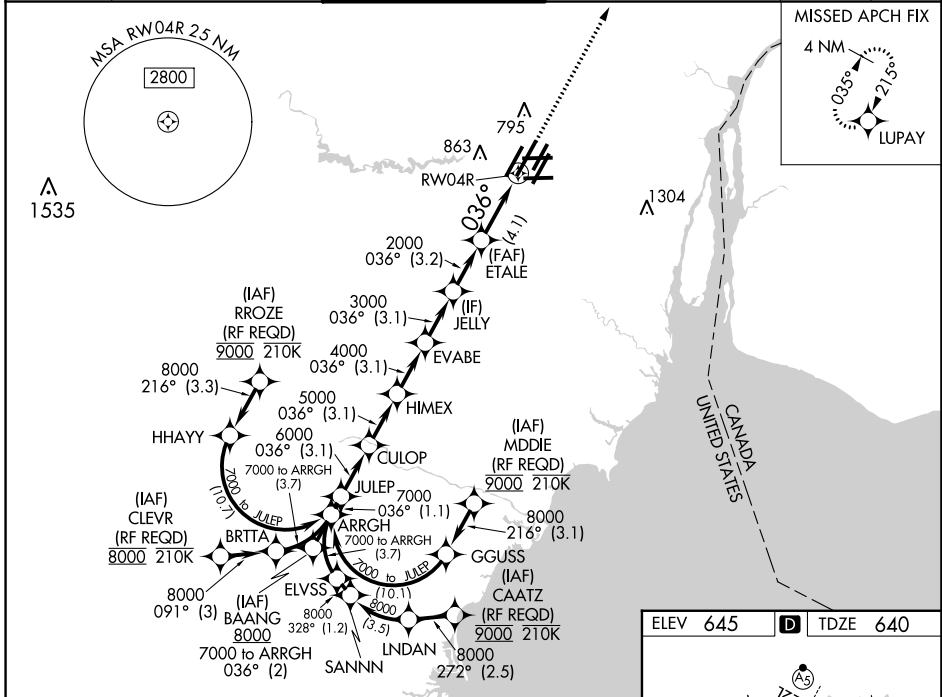 MSA RW04R 25 NM
2800
1535
863
795
RW04R
1304
MISSED APCH FIX
4 NM
035°
215°
LUPAY
036°
(4.1)
(FAF)
ETALE
2000
036° (3.2)
(IF)
JELLY
3000
036° (3.1)
EVABE
4000
036° (3.1)
HIMEX
5000
036° (3.1)
CULOP
6000
036° (3.1)
JULEP
7000
036° (1.1)
ARRGH
(IAF)
RROZE
(RF REQD)
9000 210K
8000
216° (3.3)
HHAYY
7000 to JULEP
(10.7)
7000 to ARRGH
(3.7)
(IAF)
CLEVR
(RF REQD)
8000 210K
BRTTA
8000
091° (3)
(IAF)
BAANG
8000
7000 to ARRGH
036° (2)
(IAF)
MDDIE
(RF REQD)
9000 210K
8000
216° (3.1)
GGUSS
7000 to JULEP
(10.1)
7000 to ARRGH
(3.7)
ELVSS
8000
328° (1.2)
SANNN
8000
(3.5)
LNDAN
(IAF)
CAATZ
(RF REQD)
9000 210K
8000
272° (2.5)
CANADA
UNITED STATES
ELEV 645
D
TDZE 640
A5